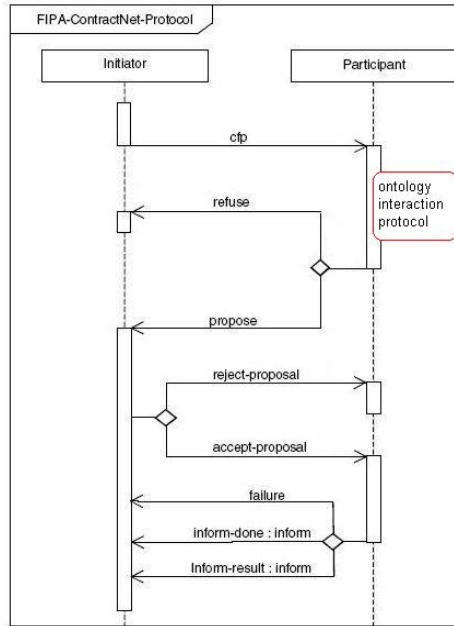 FIPA-ContractNet-Protocol
Initiator
Participant
cfp
ontology
interaction
protocol
refuse
propose
reject-proposal
accept-proposal
failure
inform-done : inform
Inform-result : inform